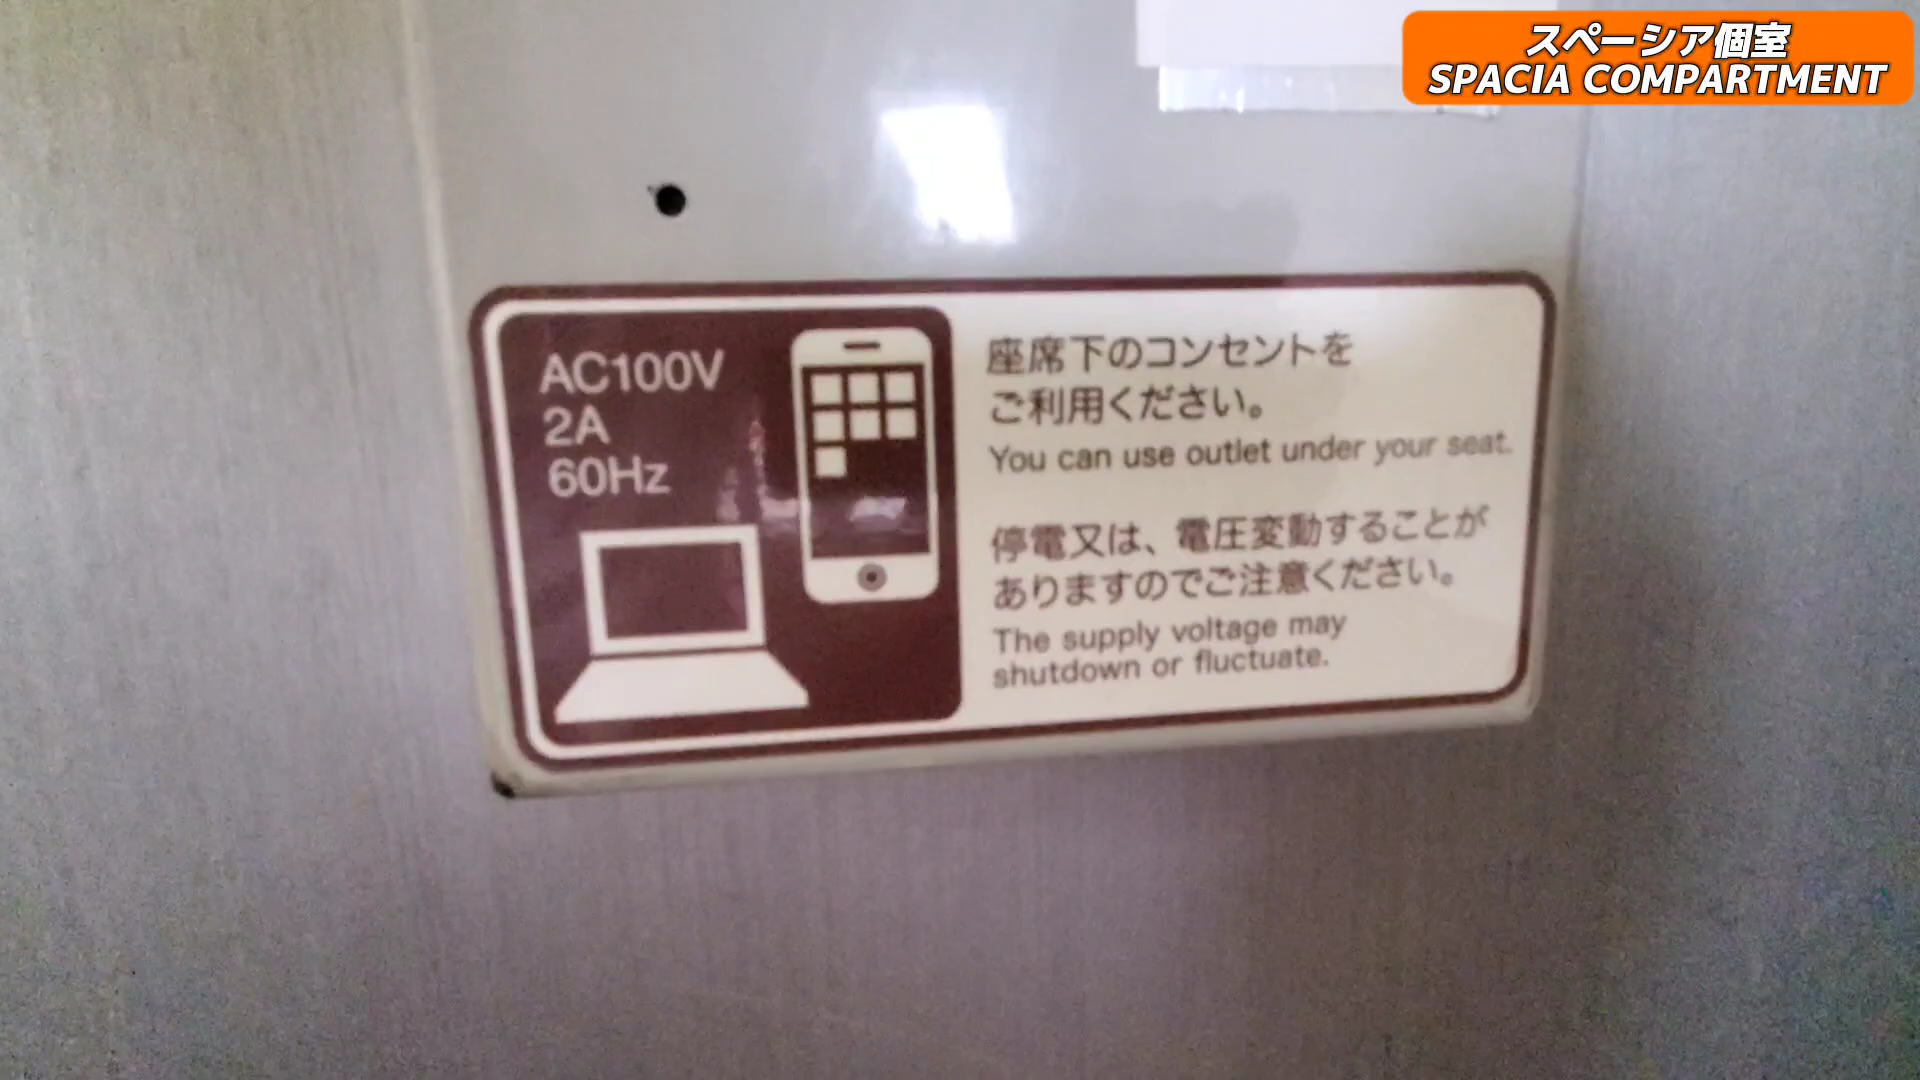 スペーシア個室
SPACIA COMPARTMENT
AC100V
2A
60Hz
座席下のコンセントを
ご利用ください。
You can use outlet under your seat.
停電又は、電圧変動することが
ありますのでご注意ください。
The supply voltage may
shutdown or fluctuate.